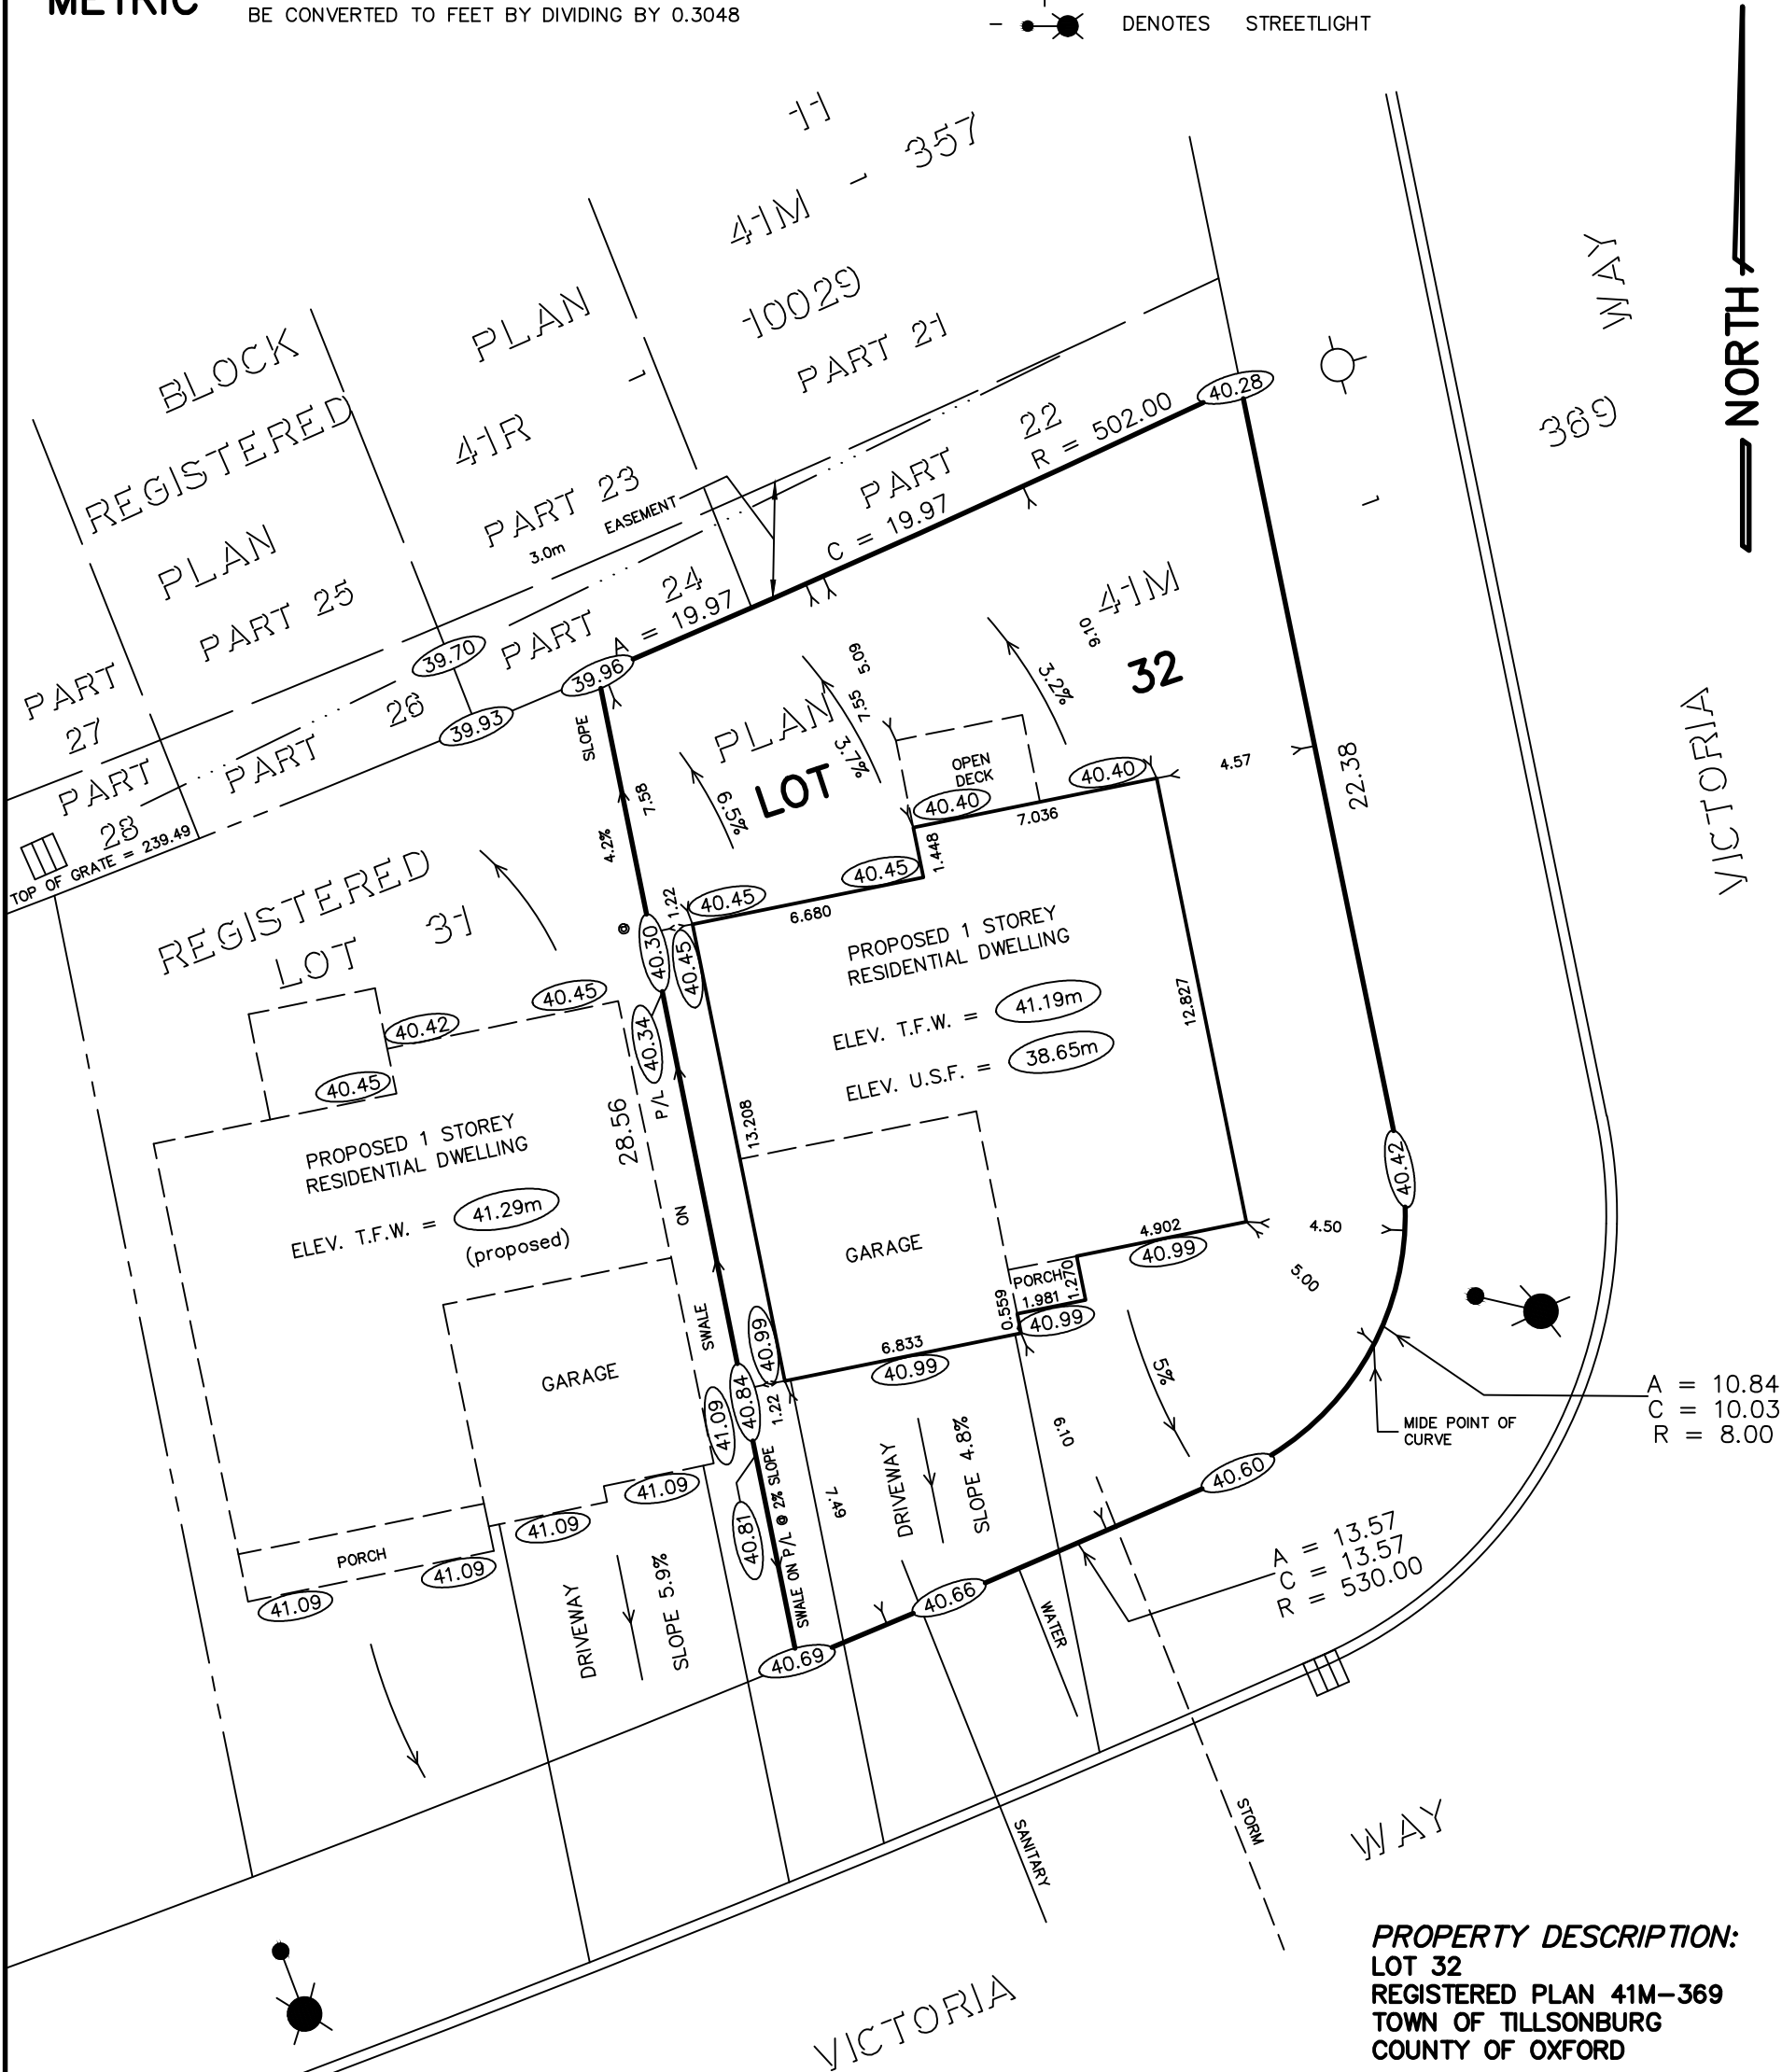 METRIC
BE CONVERTED TO FEET BY DIVIDING BY 0.3048
DENOTES STREETLIGHT
NORTH
11
41M - 357
10029
PART 21
BLOCK
REGISTERED
PLAN
PART 25
PLAN
41R -
PART 23
3.0m EASEMENT
PART 22
R = 502.00
C = 19.97
PART 24
A = 19.97
PART 26
PART 27
PART 28
TOP OF GRATE = 239.49
39.70
39.93
39.96
40.28
WAY
369
-
VICTORIA
41M
PLAN
LOT 32
9.10
5.09
7.55
3.2%
3.7%
6.5%
SLOPE
4.2%
7.58
@
OPEN
DECK
40.40
40.40
7.036
4.57
22.38
1.448
40.45
40.45
6.680
1.22
40.30
40.45
40.34
PROPOSED 1 STOREY
RESIDENTIAL DWELLING
ELEV. T.F.W. = 41.19m
ELEV. U.S.F. = 38.65m
12.827
13.208
28.56
P/L
ON
SWALE
GARAGE
PORCH
4.902
40.99
1.270
1.981
0.559
40.99
6.833
40.99
40.99
40.84
1.22
40.42
4.50
5.00
5%
REGISTERED
LOT 31
40.45
40.42
40.45
PROPOSED 1 STOREY
RESIDENTIAL DWELLING
ELEV. T.F.W. = 41.29m
(proposed)
GARAGE
PORCH
41.09
41.09
41.09
41.09
41.09
40.81
SWALE ON P/L @ 2% SLOPE
7.49
DRIVEWAY
SLOPE 4.8%
6.10
DRIVEWAY
SLOPE 5.9%
40.60
40.66
40.69
MIDE POINT OF
CURVE
A = 10.84
C = 10.03
R = 8.00
A = 13.57
C = 13.57
R = 530.00
WATER
SANITARY
STORM
WAY
VICTORIA
PROPERTY DESCRIPTION:
LOT 32
REGISTERED PLAN 41M-369
TOWN OF TILLSONBURG
COUNTY OF OXFORD